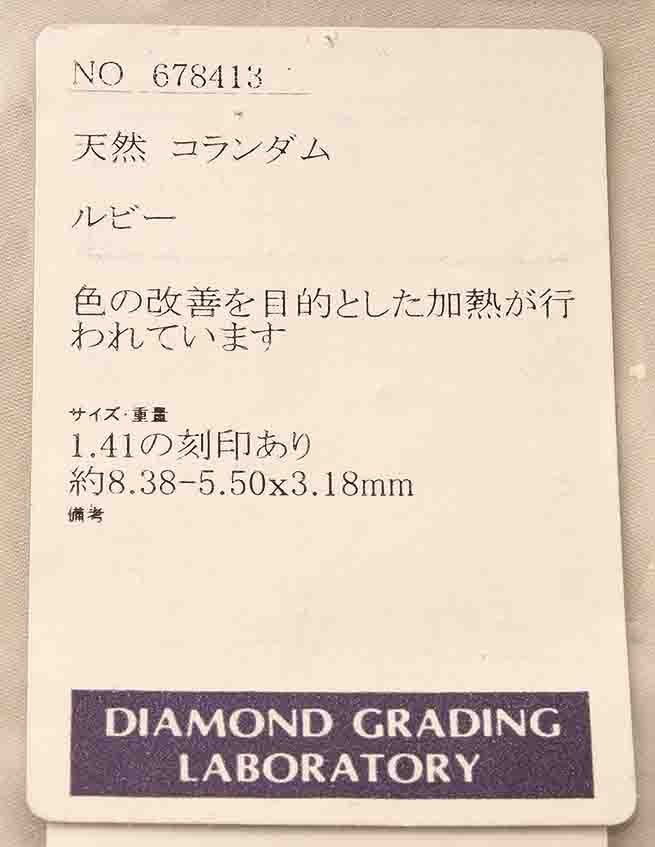 NO 678413
天然 コランダム
ルビー
色の改善を目的とした加熱が行
われています
サイズ・重量
1.41の刻印あり
約8.38-5.50x3.18mm
備考
DIAMOND GRADING
LABORATORY